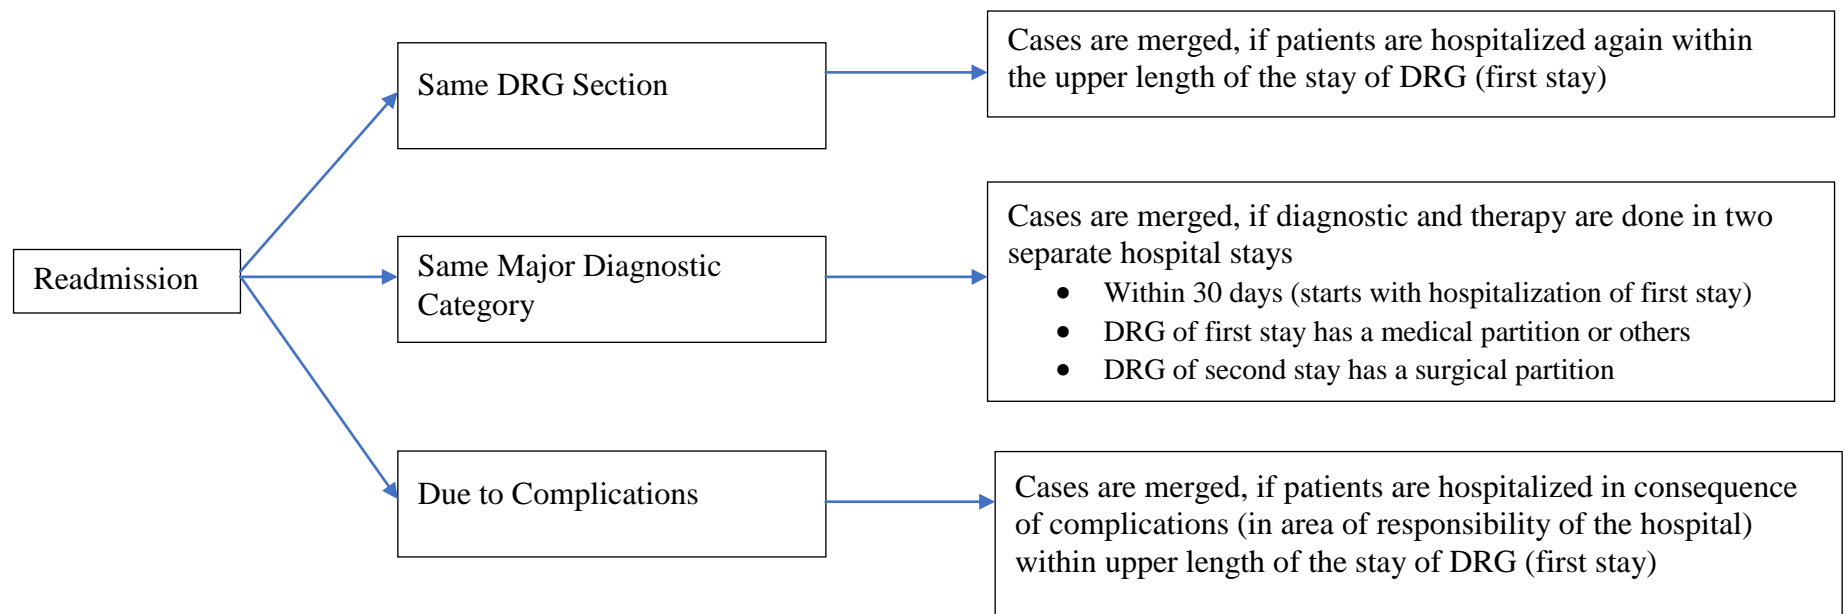 Readmission
Same DRG Section
Cases are merged, if patients are hospitalized again within
the upper length of the stay of DRG (first stay)
Same Major Diagnostic
Category
Cases are merged, if diagnostic and therapy are done in two
separate hospital stays
• Within 30 days (starts with hospitalization of first stay)
• DRG of first stay has a medical partition or others
• DRG of second stay has a surgical partition
Due to Complications
Cases are merged, if patients are hospitalized in consequence
of complications (in area of responsibility of the hospital)
within upper length of the stay of DRG (first stay)